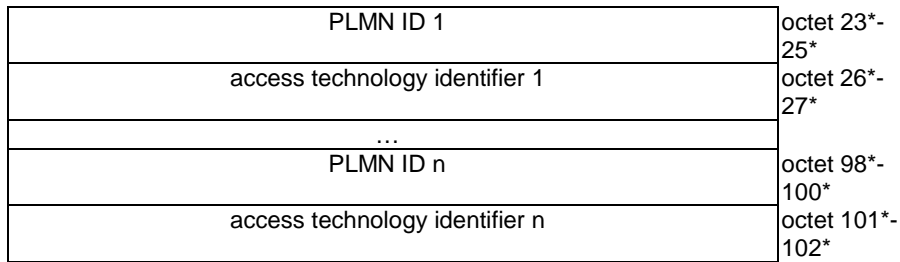 PLMN ID 1 octet 23*-
25*
access technology identifier 1 octet 26*-
27*
…
PLMN ID n octet 98*-
100*
access technology identifier n octet 101*-
102*